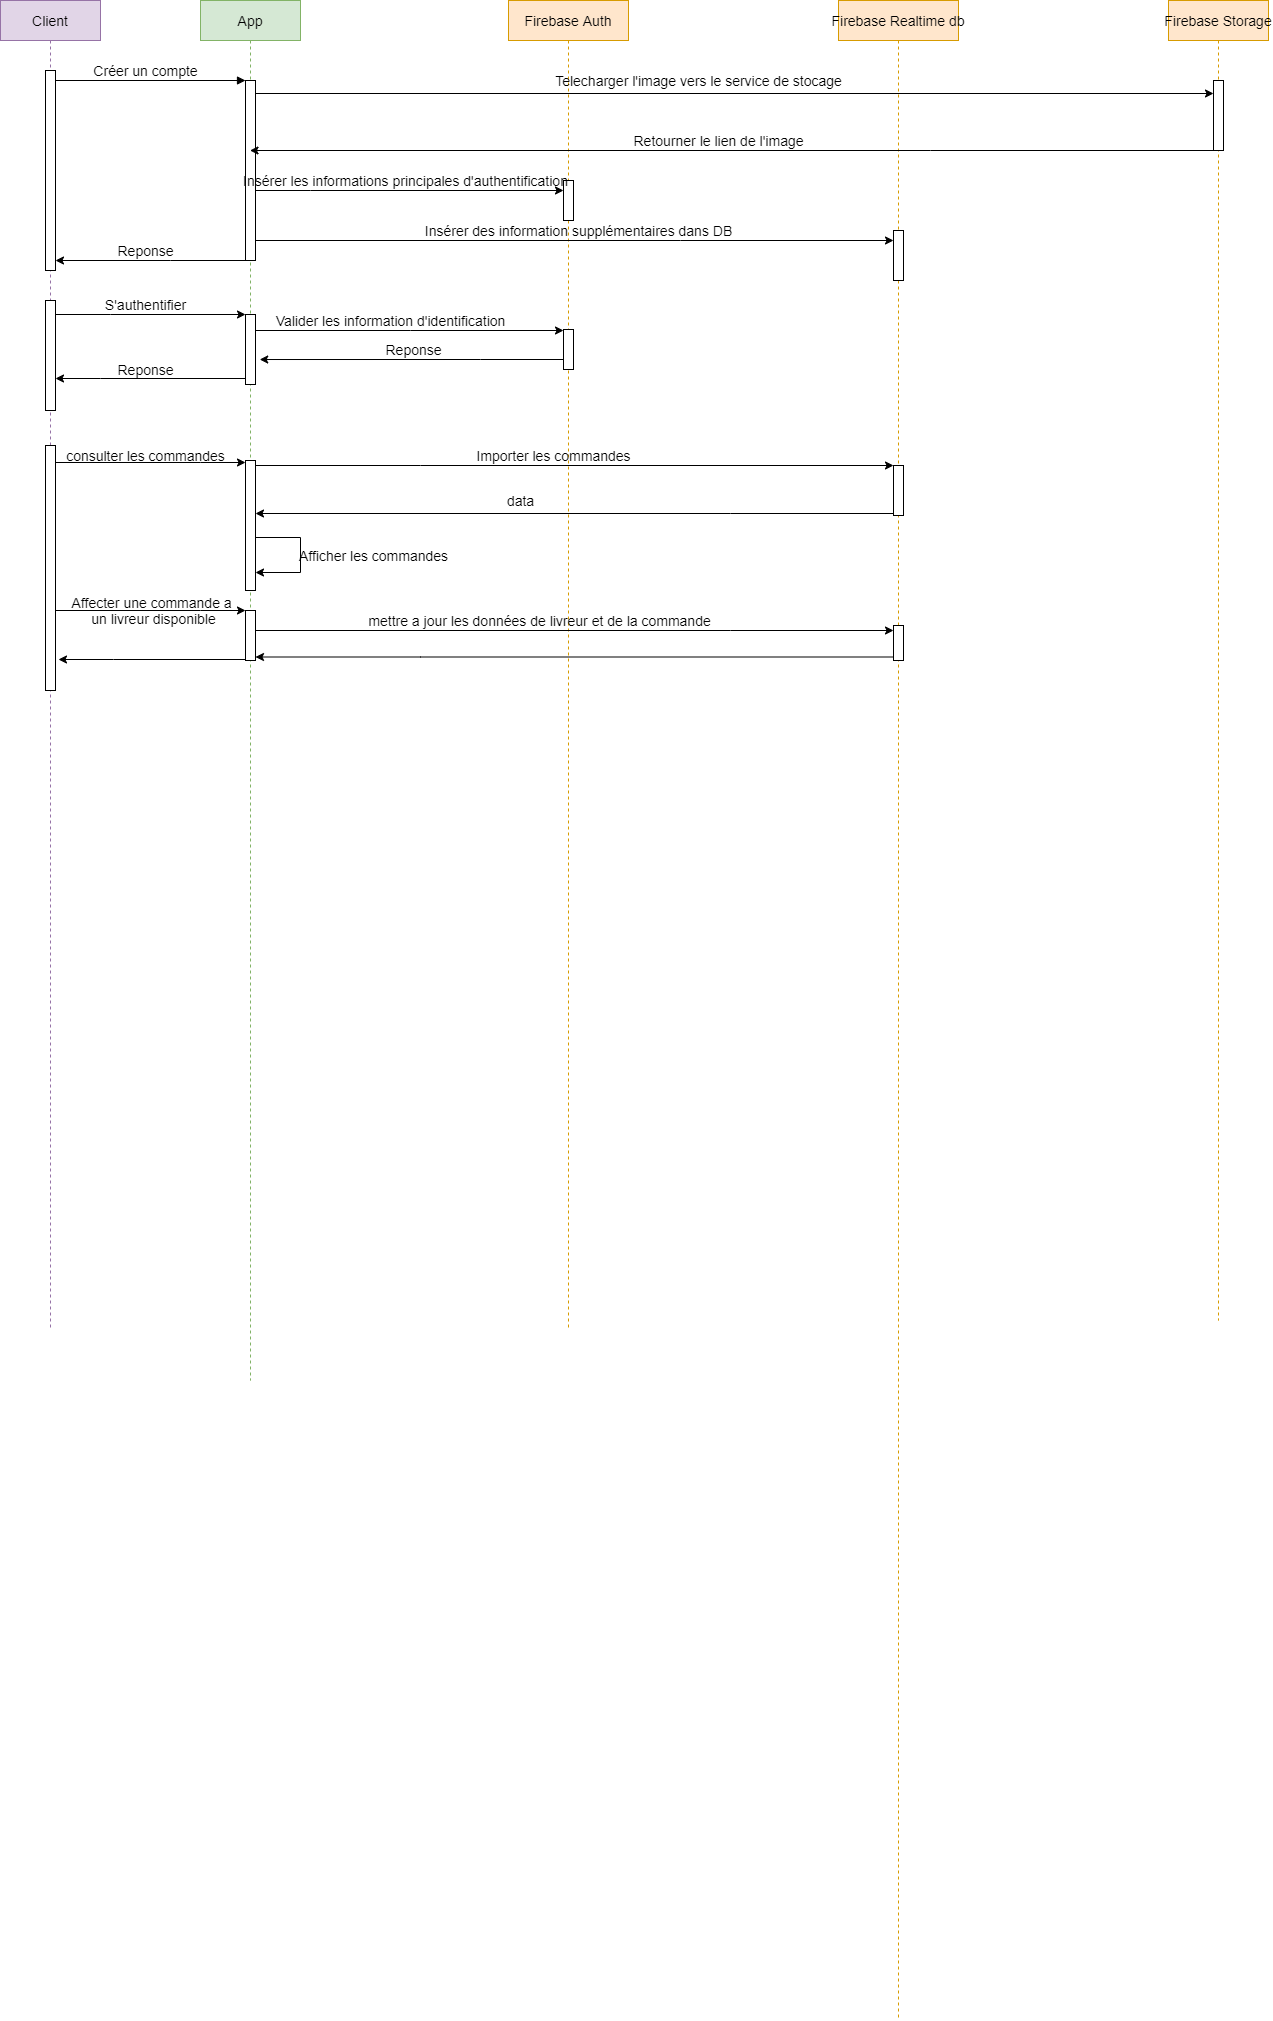 Client
App
Firebase Auth
Firebase Realtime db
Firebase Storage
Créer un compte
Telecharger l'image vers le service de stocage
Retourner le lien de l'image
Insérer les informations principales d'authentification
Insérer des information supplémentaires dans DB
Reponse
S'authentifier
Valider les information d'identification
Reponse
Reponse
consulter les commandes
Importer les commandes
data
Afficher les commandes
Affecter une commande a
un livreur disponible
mettre a jour les données de livreur et de la commande